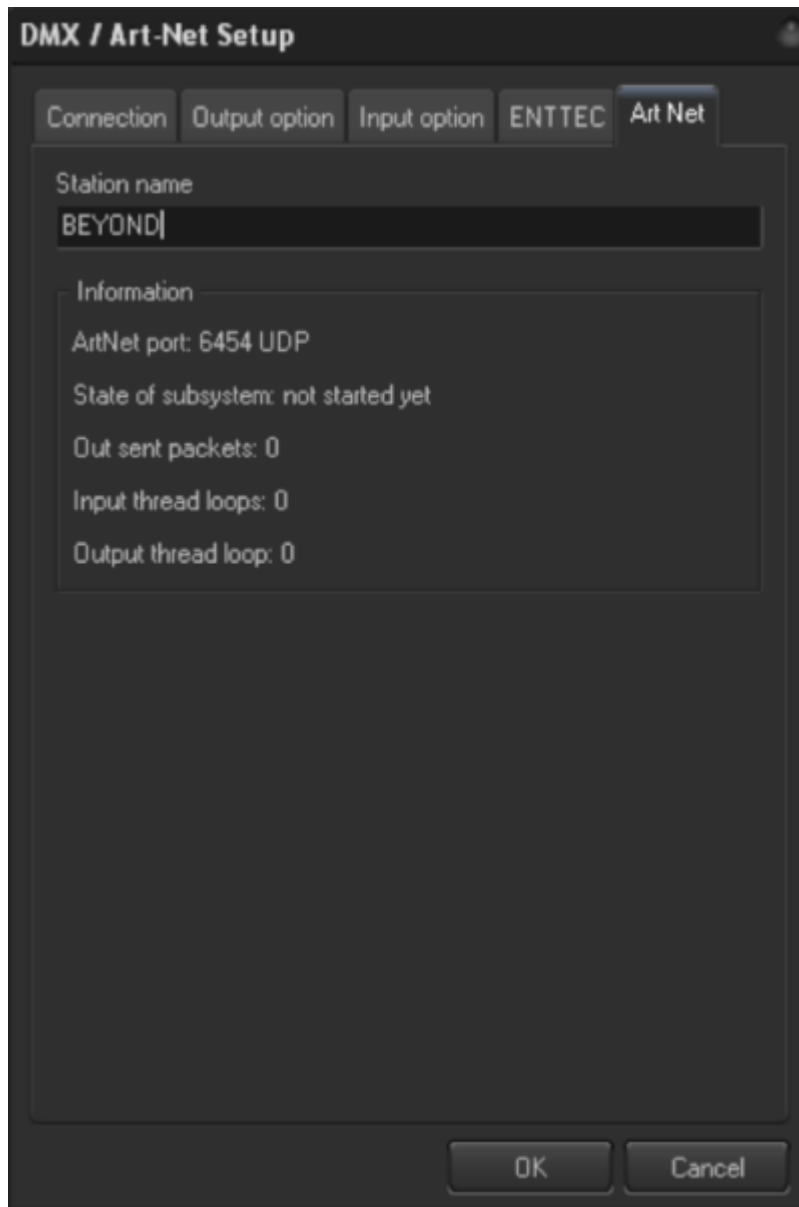 DMX / Art-Net Setup
Connection Output option Input option ENTTEC Art Net
Station name
BEYOND
Information
ArtNet port: 6454 UDP
State of subsystem: not started yet
Out sent packets: 0
Input thread loops: 0
Output thread loop: 0
OK Cancel